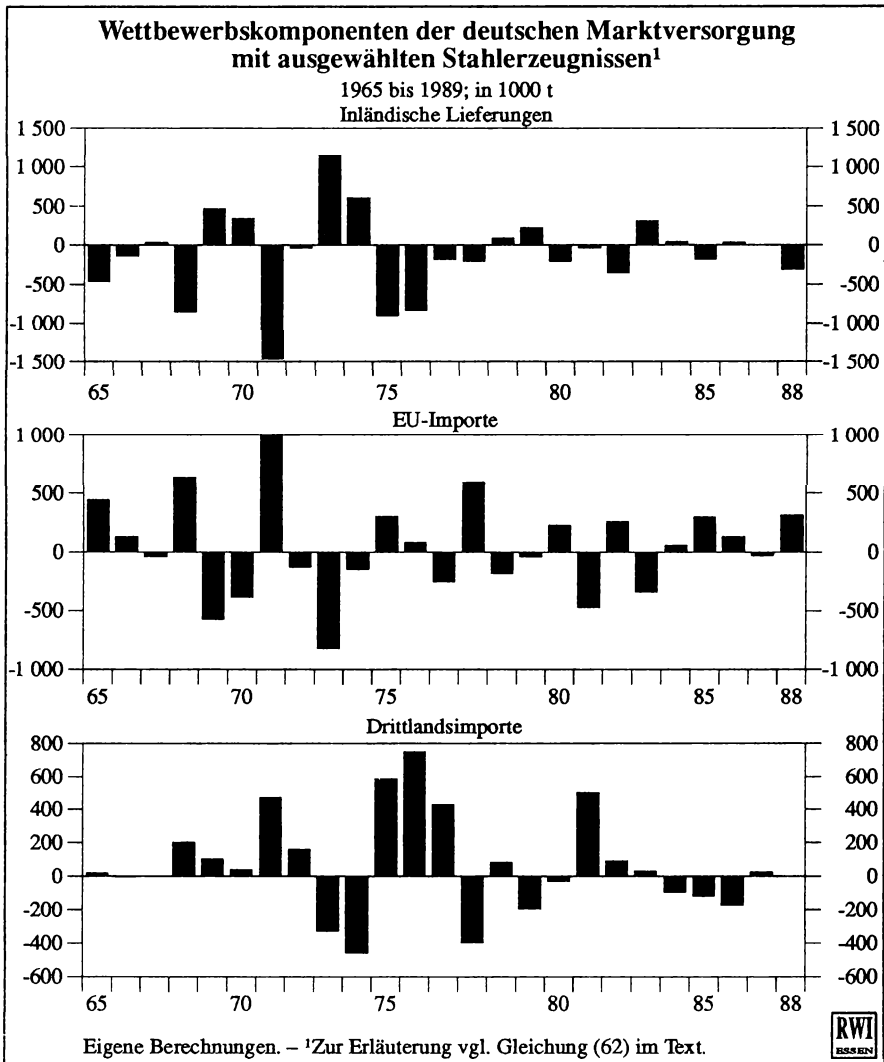 Wettbewerbskomponenten der deutschen Marktversorgung
mit ausgewählten Stahlerzeugnissen¹
1965 bis 1989; in 1000 t
Inländische Lieferungen
1 500 1 500
1 000 1 000
500 500
0 0
-500 -500
-1 000 -1 000
-1 500 -1 500
65 70 75 80 85 88
EU-Importe
1 000 1 000
500 500
0 0
-500 -500
-1 000 -1 000
65 70 75 80 85 88
Drittlandsimporte
800 800
600 600
400 400
200 200
0 0
-200 -200
-400 -400
-600 -600
65 70 75 80 85 88
Eigene Berechnungen. – ¹Zur Erläuterung vgl. Gleichung (62) im Text.
RWI
ESSEN